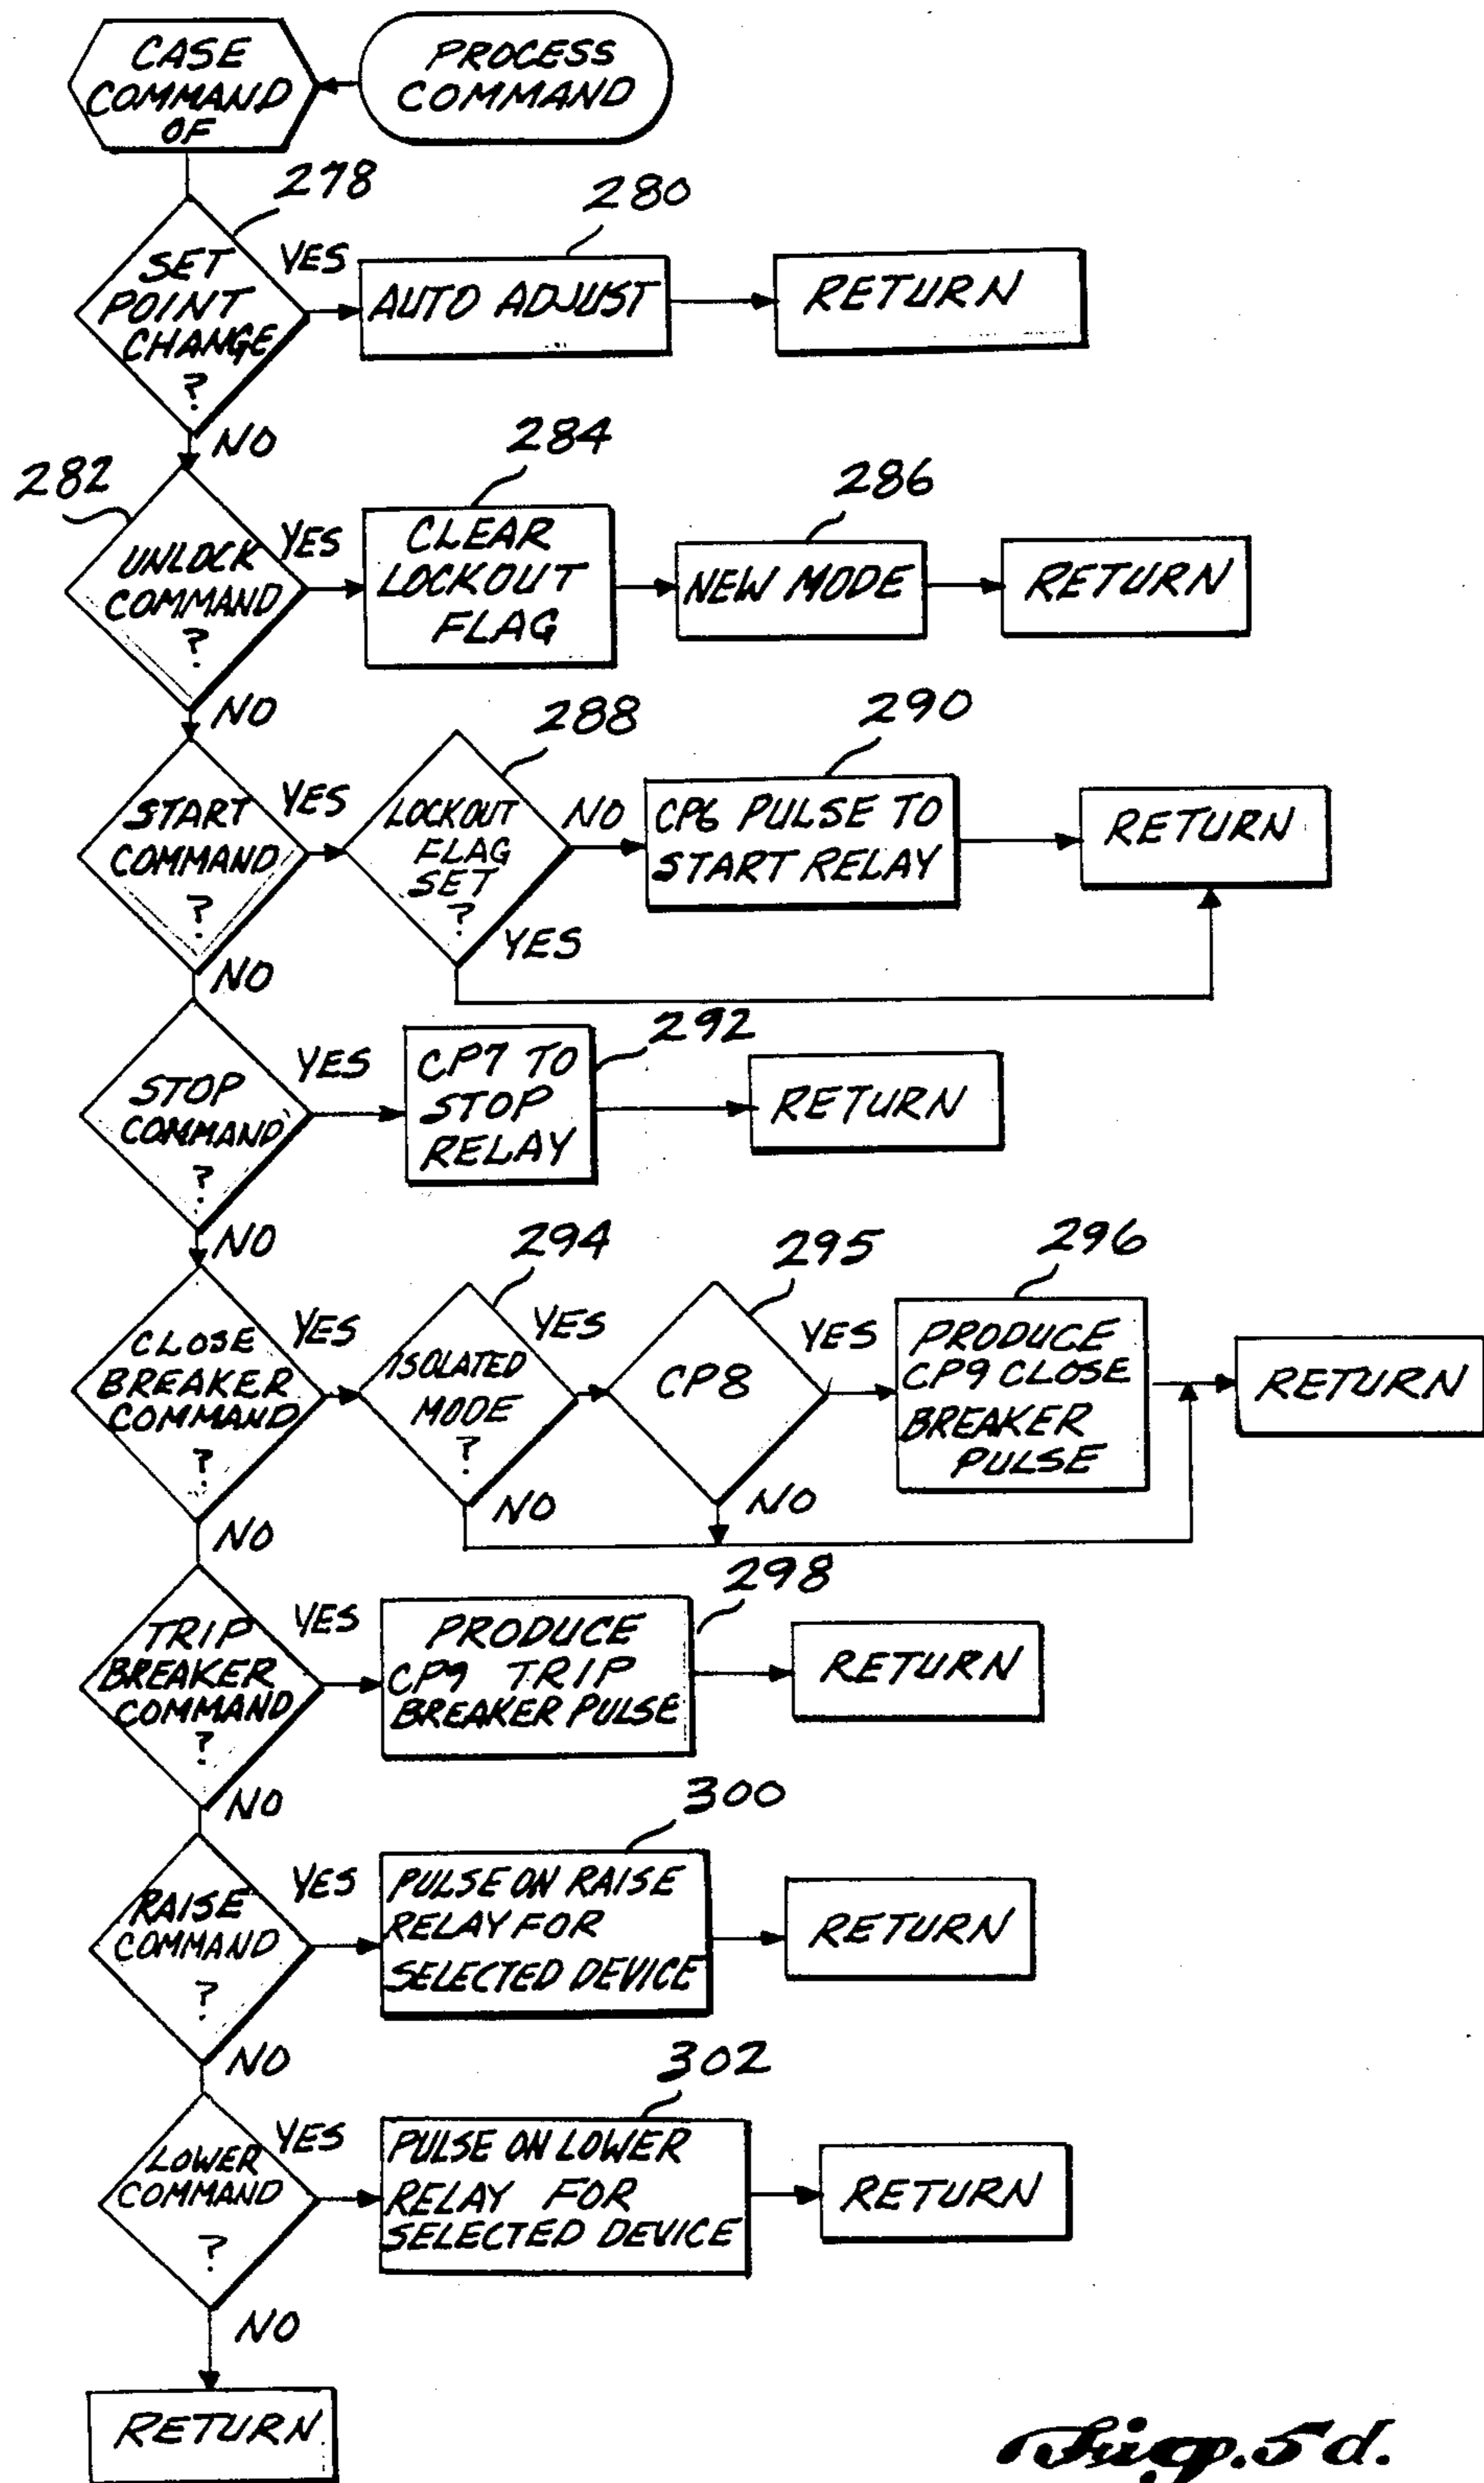 CASE
COMMAND
OF
PROCESS
COMMAND
278
SET
POINT
CHANGE
?
YES
NO
280
AUTO ADJUST
RETURN
282
UNLOCK
COMMAND
?
YES
NO
284
CLEAR
LOCKOUT
FLAG
286
NEW MODE
RETURN
START
COMMAND
?
YES
NO
288
LOCKOUT
FLAG
SET
?
NO
YES
290
CP6 PULSE TO
START RELAY
RETURN
STOP
COMMAND
?
YES
NO
292
CP7 TO
STOP
RELAY
RETURN
CLOSE
BREAKER
COMMAND
?
YES
NO
294
ISOLATED
MODE
?
YES
NO
295
CP8
YES
NO
296
PRODUCE
CP9 CLOSE
BREAKER
PULSE
RETURN
TRIP
BREAKER
COMMAND
?
YES
NO
298
PRODUCE
CP9 TRIP
BREAKER PULSE
RETURN
RAISE
COMMAND
?
YES
NO
300
PULSE ON RAISE
RELAY FOR
SELECTED DEVICE
RETURN
LOWER
COMMAND
?
YES
NO
302
PULSE ON LOWER
RELAY FOR
SELECTED DEVICE
RETURN
RETURN
Fig. 5d.